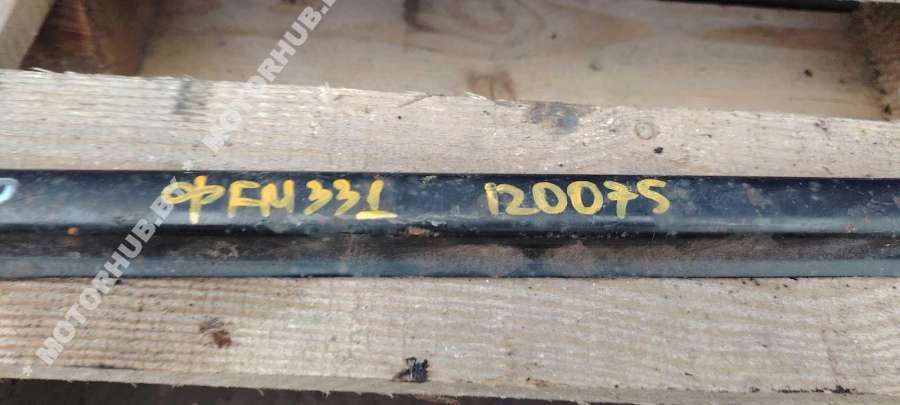 * MOTORHUB.BY * MOTORHUB.BY
фFM331 120075